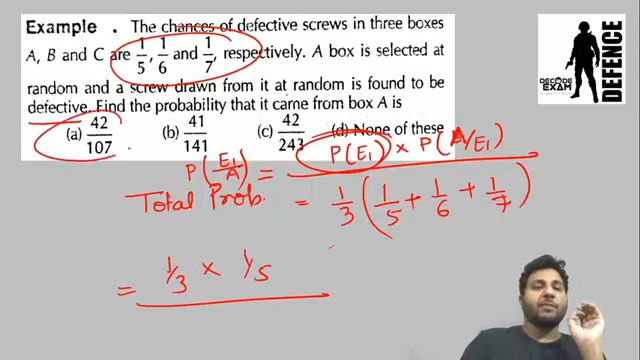 Example . The chances of defective screws in three boxes
A, B and C are 1/5, 1/6 and 1/7, respectively. A box is selected at
random and a screw drawn from it at random is found to be
defective. Find the probability that it came from box A is
(a) 42/107 (b) 41/141 (c) 42/243 (d) None of these
P(E₁/A) = P(E₁) × P(A/E₁)
Total Prob. = 1/3 (1/5 + 1/6 + 1/7)
= 1/3 × 1/5
DECODE
EXAM
DEFENCE